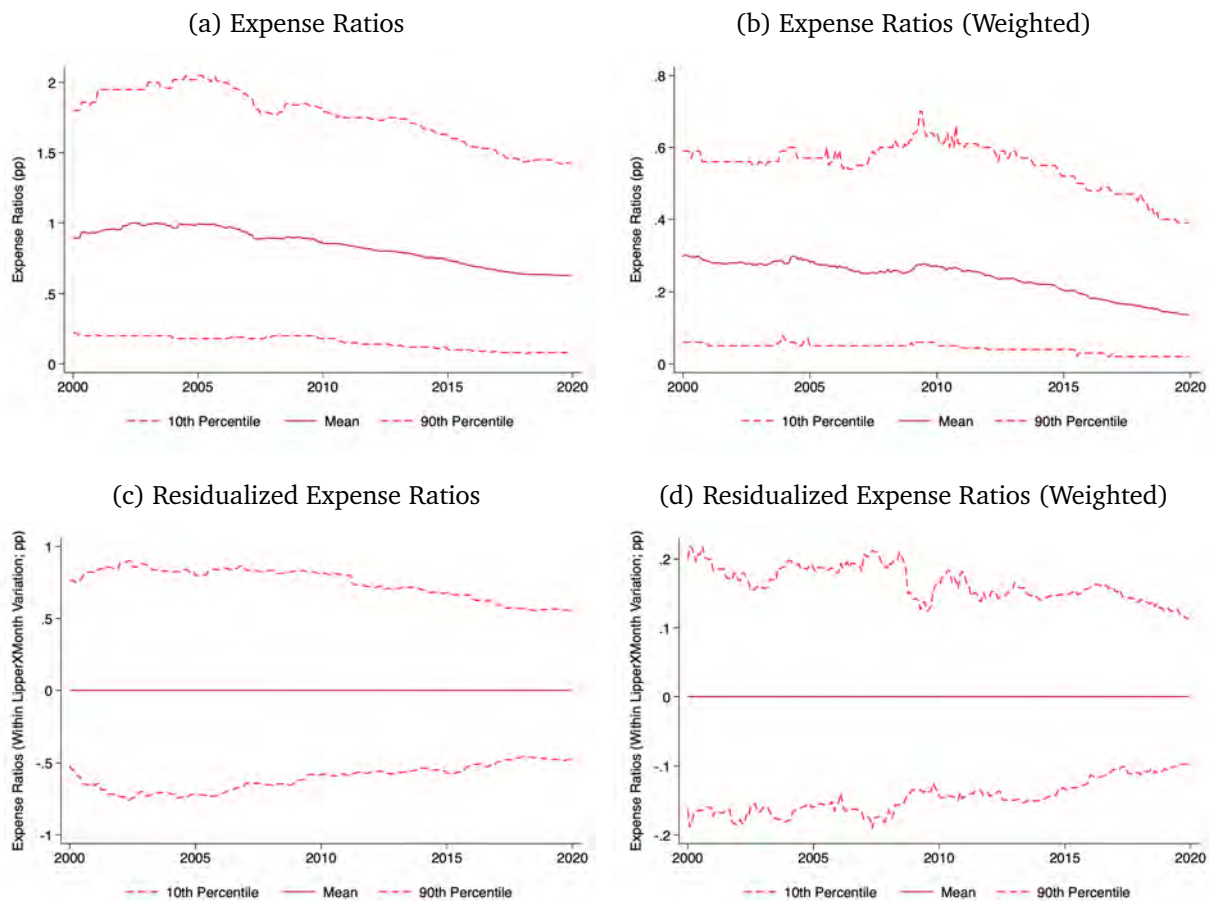 (a) Expense Ratios
Expense Ratios (pp)
2
1.5
1
.5
0
2000 2005 2010 2015 2020
10th Percentile Mean 90th Percentile
(b) Expense Ratios (Weighted)
Expense Ratios (pp)
.8
.6
.4
.2
0
2000 2005 2010 2015 2020
10th Percentile Mean 90th Percentile
(c) Residualized Expense Ratios
Expense Ratios (Within LipperXMonth Variation; pp)
1
.5
0
-.5
-1
2000 2005 2010 2015 2020
10th Percentile Mean 90th Percentile
(d) Residualized Expense Ratios (Weighted)
Expense Ratios (Within LipperXMonth Variation; pp)
.2
.1
0
-.1
-.2
2000 2005 2010 2015 2020
10th Percentile Mean 90th Percentile